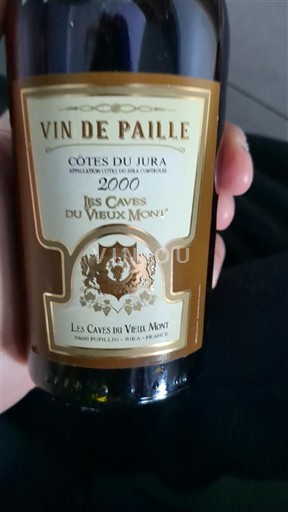 VIN DE PAILLE
CÔTES DU JURA
APPELLATION CÔTES DU JURA CONTRÔLÉE
2000
LES CAVES
DU VIEUX MONT
VINYOU
LES CAVES DU VIEUX MONT
39600 PUPILLIN - JURA - FRANCE